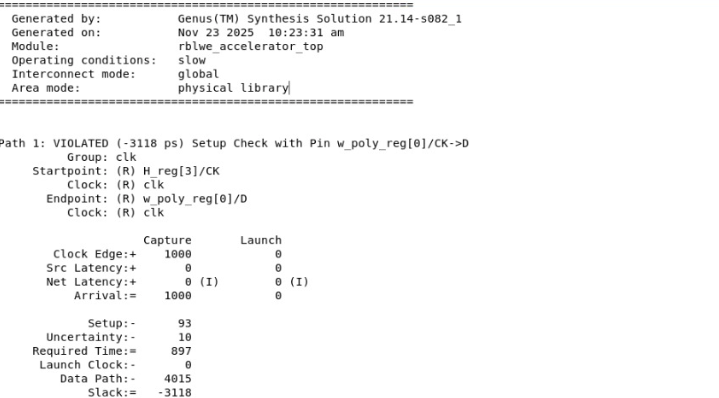 ============================================================
Generated by: Genus(TM) Synthesis Solution 21.14-s082_1
Generated on: Nov 23 2025 10:23:31 am
Module: rblwe_accelerator_top
Operating conditions: slow
Interconnect mode: global
Area mode: physical library
============================================================
Path 1: VIOLATED (-3118 ps) Setup Check with Pin w_poly_reg[0]/CK->D
Group: clk
Startpoint: (R) H_reg[3]/CK
Clock: (R) clk
Endpoint: (R) w_poly_reg[0]/D
Clock: (R) clk
Capture Launch
Clock Edge:+ 1000 0
Src Latency:+ 0 0
Net Latency:+ 0 (I) 0 (I)
Arrival:= 1000 0
Setup:- 93
Uncertainty:- 10
Required Time:= 897
Launch Clock:- 0
Data Path:- 4015
Slack:= -3118